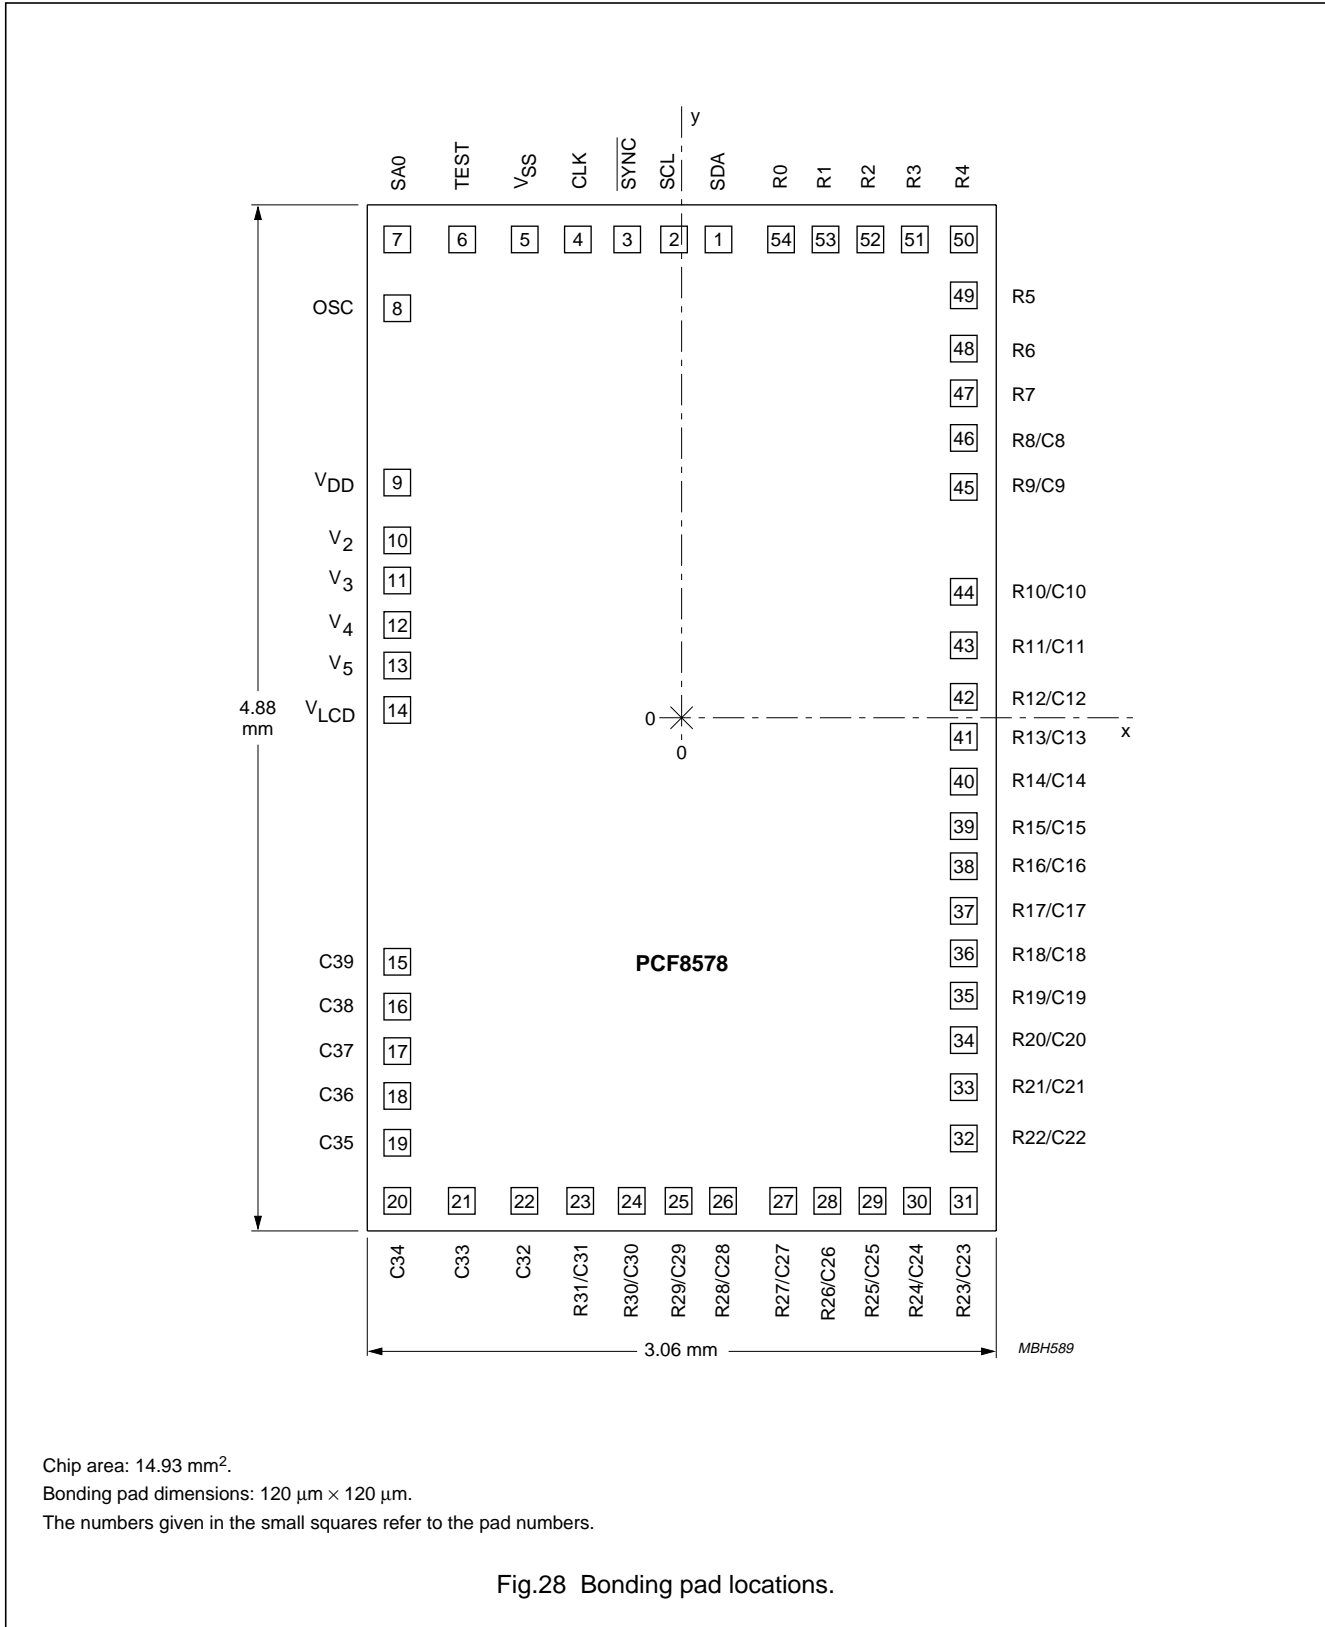 y
SA0 TEST VSS CLK SYNC SCL SDA R0 R1 R2 R3 R4
7 6 5 4 3 2 1 54 53 52 51 50
49 R5
OSC 8
48 R6
47 R7
46 R8/C8
VDD 9 45 R9/C9
V2 10
V3 11 44 R10/C10
V4 12
V5 13 43 R11/C11
42 R12/C12
4.88
mm
VLCD 14
0
0
x
41 R13/C13
40 R14/C14
39 R15/C15
38 R16/C16
37 R17/C17
C39 15 PCF8578 36 R18/C18
C38 16 35 R19/C19
C37 17 34 R20/C20
C36 18 33 R21/C21
C35 19 32 R22/C22
20 21 22 23 24 25 26 27 28 29 30 31
C34 C33 C32 R31/C31 R30/C30 R29/C29 R28/C28 R27/C27 R26/C26 R25/C25 R24/C24 R23/C23
3.06 mm
MBH589
Chip area: 14.93 mm².
Bonding pad dimensions: 120 µm × 120 µm.
The numbers given in the small squares refer to the pad numbers.
Fig.28 Bonding pad locations.